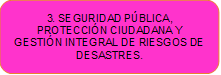 3. SEGURIDAD PÚBLICA,
PROTECCIÓN CIUDADANA Y
GESTIÓN INTEGRAL DE RIESGOS DE
DESASTRES.